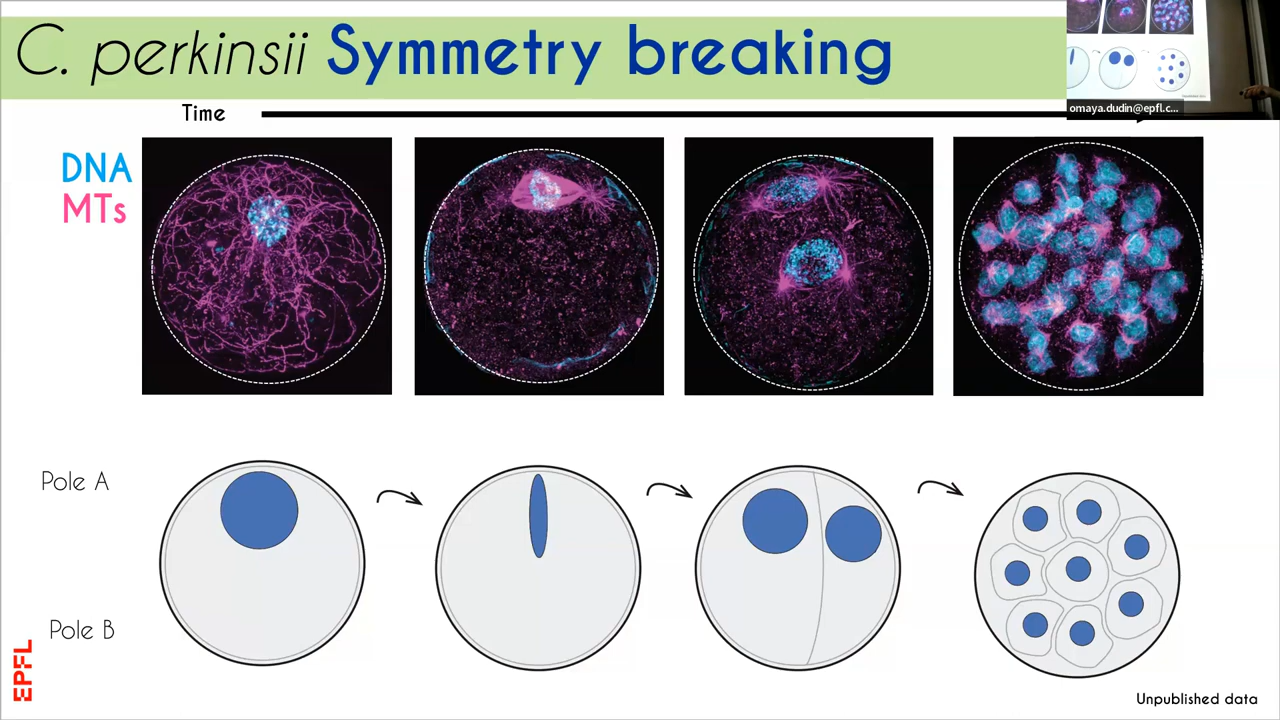 C. perkinsii Symmetry breaking
omaya.dudin@epfl.c...
Time
DNA
MTs
Pole A
Pole B
EPFL
Unpublished data